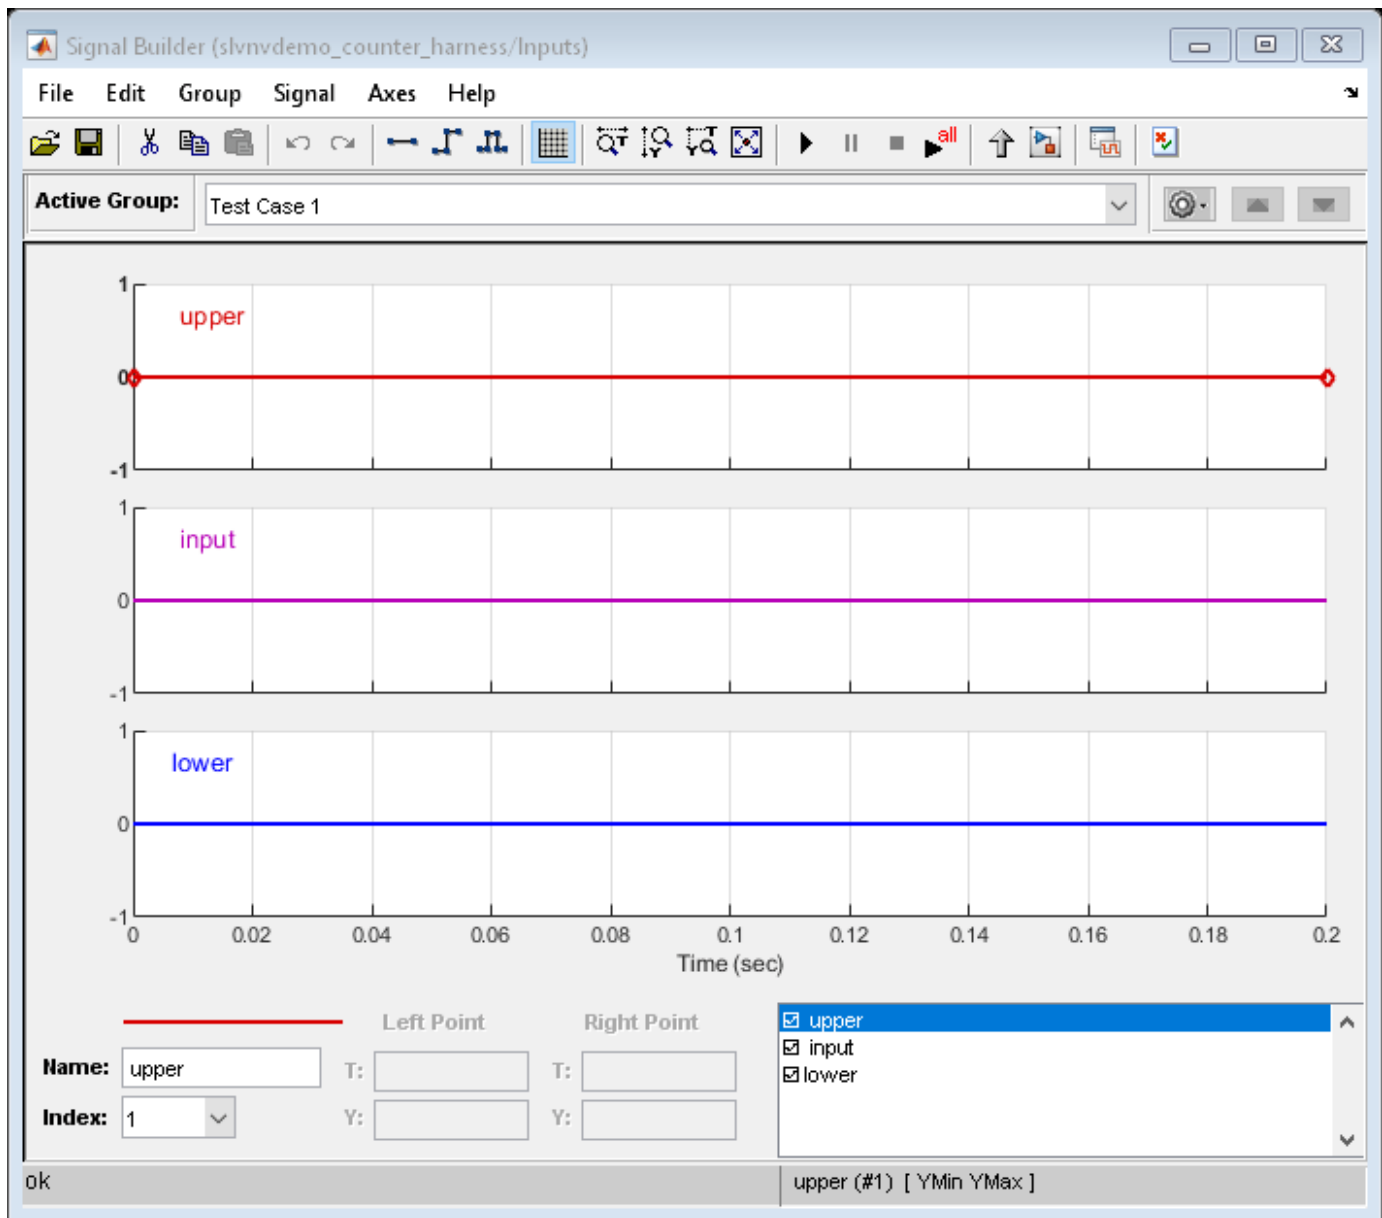 Signal Builder (slvnvdemo_counter_harness/Inputs)
File Edit Group Signal Axes Help
all
Active Group: Test Case 1
1
upper
0
-1
1
input
0
-1
1
lower
0
-1
0 0.02 0.04 0.06 0.08 0.1 0.12 0.14 0.16 0.18 0.2
Time (sec)
Left Point Right Point
Name: upper T: T:
Index: 1 Y: Y:
upper
input
lower
ok upper (#1) [ YMin YMax ]